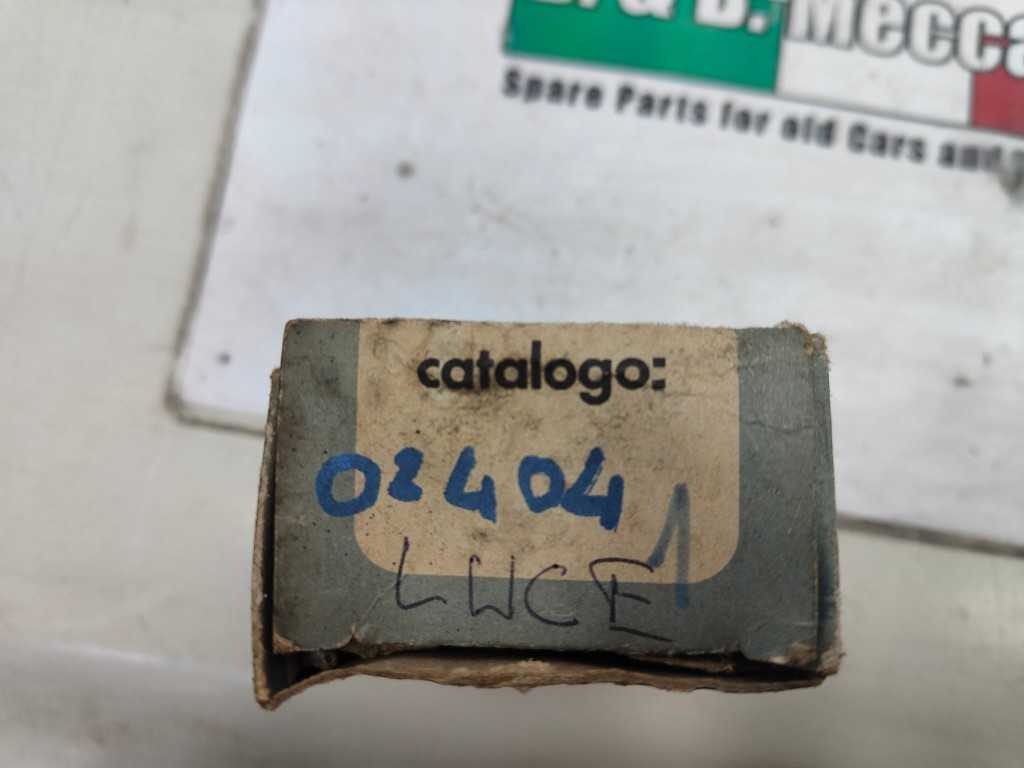 & B. Mecca
Spare Parts for old Cars and
catalogo:
02404
1
LWCE